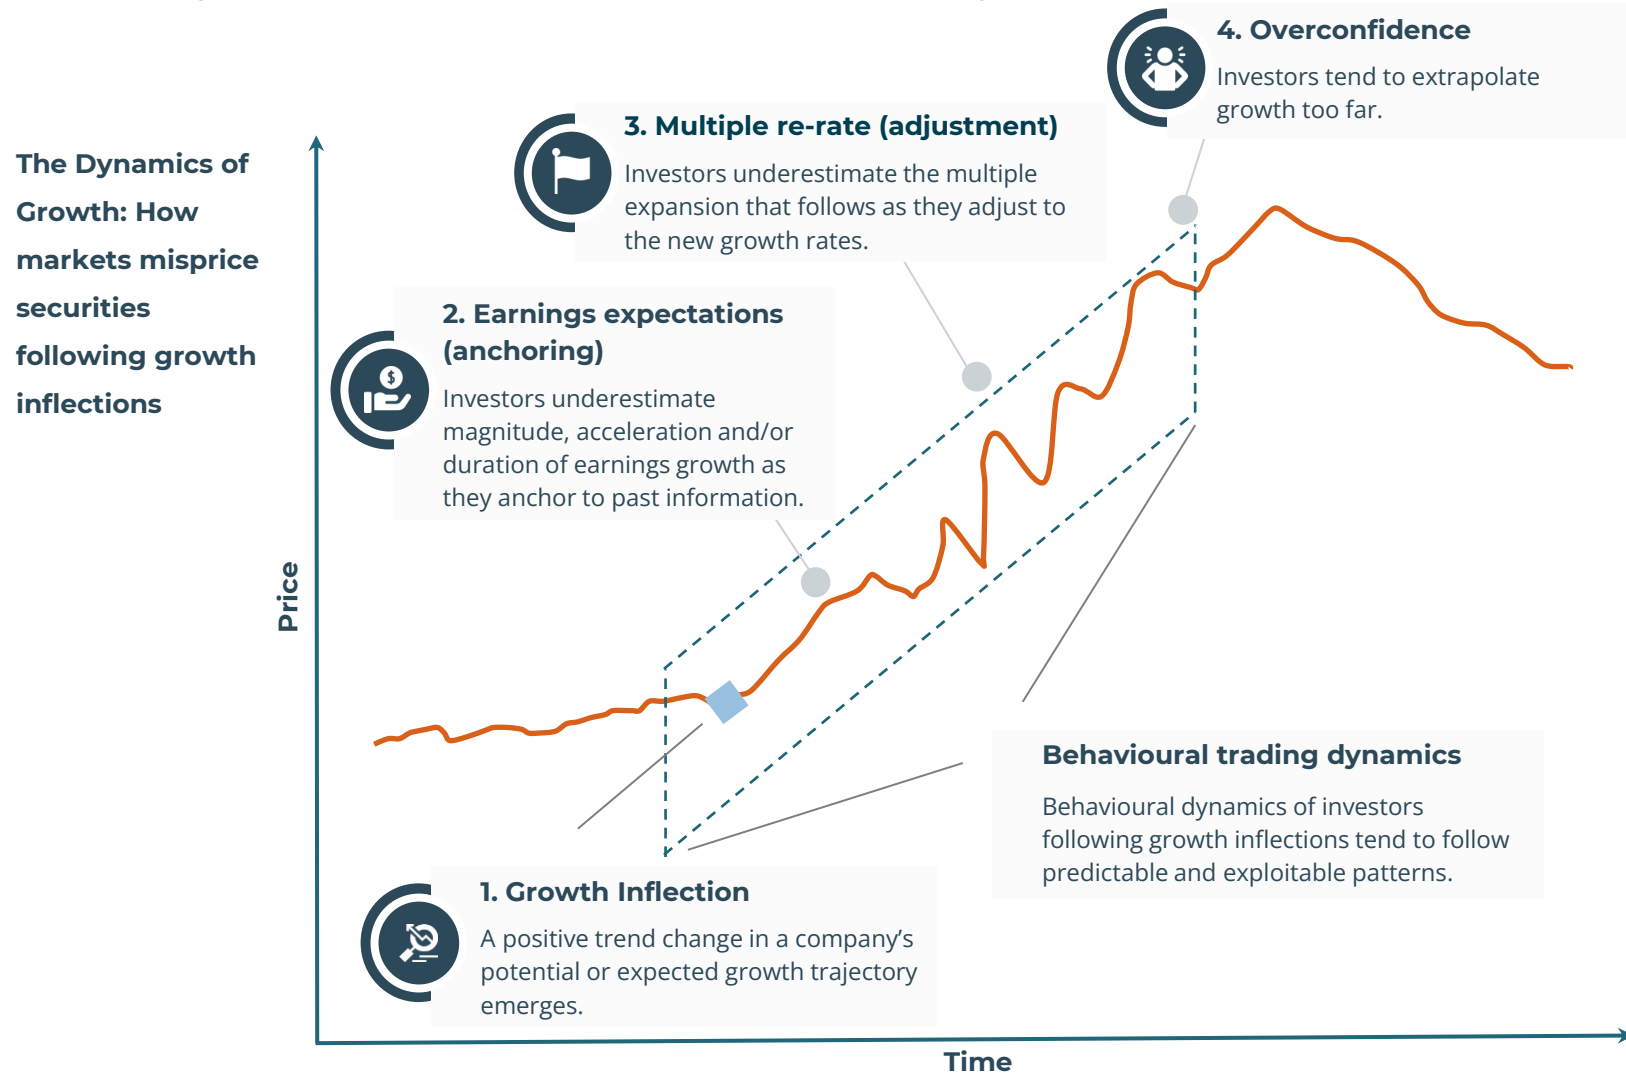 The Dynamics of
Growth: How
markets misprice
securities
following growth
inflections
4. Overconfidence
Investors tend to extrapolate
growth too far.
3. Multiple re-rate (adjustment)
Investors underestimate the multiple
expansion that follows as they adjust to
the new growth rates.
2. Earnings expectations
(anchoring)
$
Investors underestimate
magnitude, acceleration and/or
duration of earnings growth as
they anchor to past information.
Price
Behavioural trading dynamics
Behavioural dynamics of investors
following growth inflections tend to follow
predictable and exploitable patterns.
1. Growth Inflection
A positive trend change in a company’s
potential or expected growth trajectory
emerges.
Time